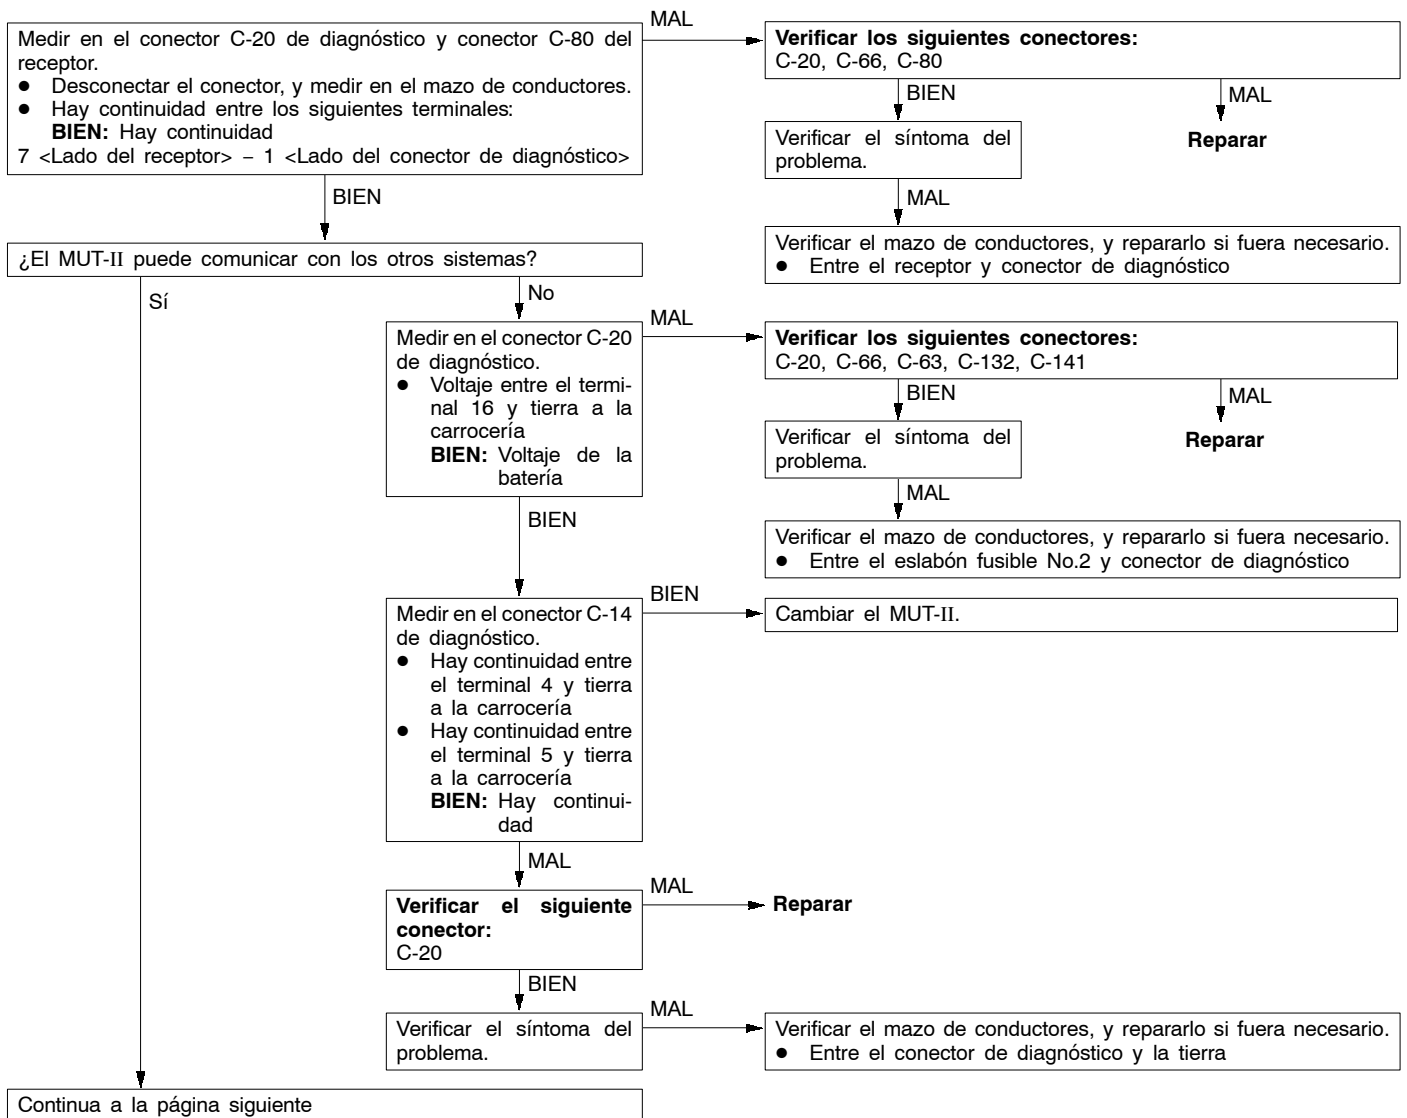 MAL
Medir en el conector C-20 de diagnóstico y conector C-80 del
receptor.
● Desconectar el conector, y medir en el mazo de conductores.
● Hay continuidad entre los siguientes terminales:
BIEN: Hay continuidad
7 <Lado del receptor> – 1 <Lado del conector de diagnóstico>
Verificar los siguientes conectores:
C-20, C-66, C-80
BIEN
MAL
Verificar el síntoma del
problema.
Reparar
MAL
Verificar el mazo de conductores, y repararlo si fuera necesario.
● Entre el receptor y conector de diagnóstico
BIEN
¿El MUT-II puede comunicar con los otros sistemas?
Sí
No
Medir en el conector C-20
de diagnóstico.
● Voltaje entre el termi-
nal 16 y tierra a la
carrocería
BIEN: Voltaje de la
batería
MAL
Verificar los siguientes conectores:
C-20, C-66, C-63, C-132, C-141
BIEN
MAL
Verificar el síntoma del
problema.
Reparar
MAL
Verificar el mazo de conductores, y repararlo si fuera necesario.
● Entre el eslabón fusible No.2 y conector de diagnóstico
BIEN
Medir en el conector C-14
de diagnóstico.
● Hay continuidad entre
el terminal 4 y tierra
a la carrocería
● Hay continuidad entre
el terminal 5 y tierra
a la carrocería
BIEN: Hay continui-
dad
BIEN
Cambiar el MUT-II.
MAL
Verificar el siguiente
conector:
C-20
MAL
Reparar
BIEN
Verificar el síntoma del
problema.
MAL
Verificar el mazo de conductores, y repararlo si fuera necesario.
● Entre el conector de diagnóstico y la tierra
Continua a la página siguiente